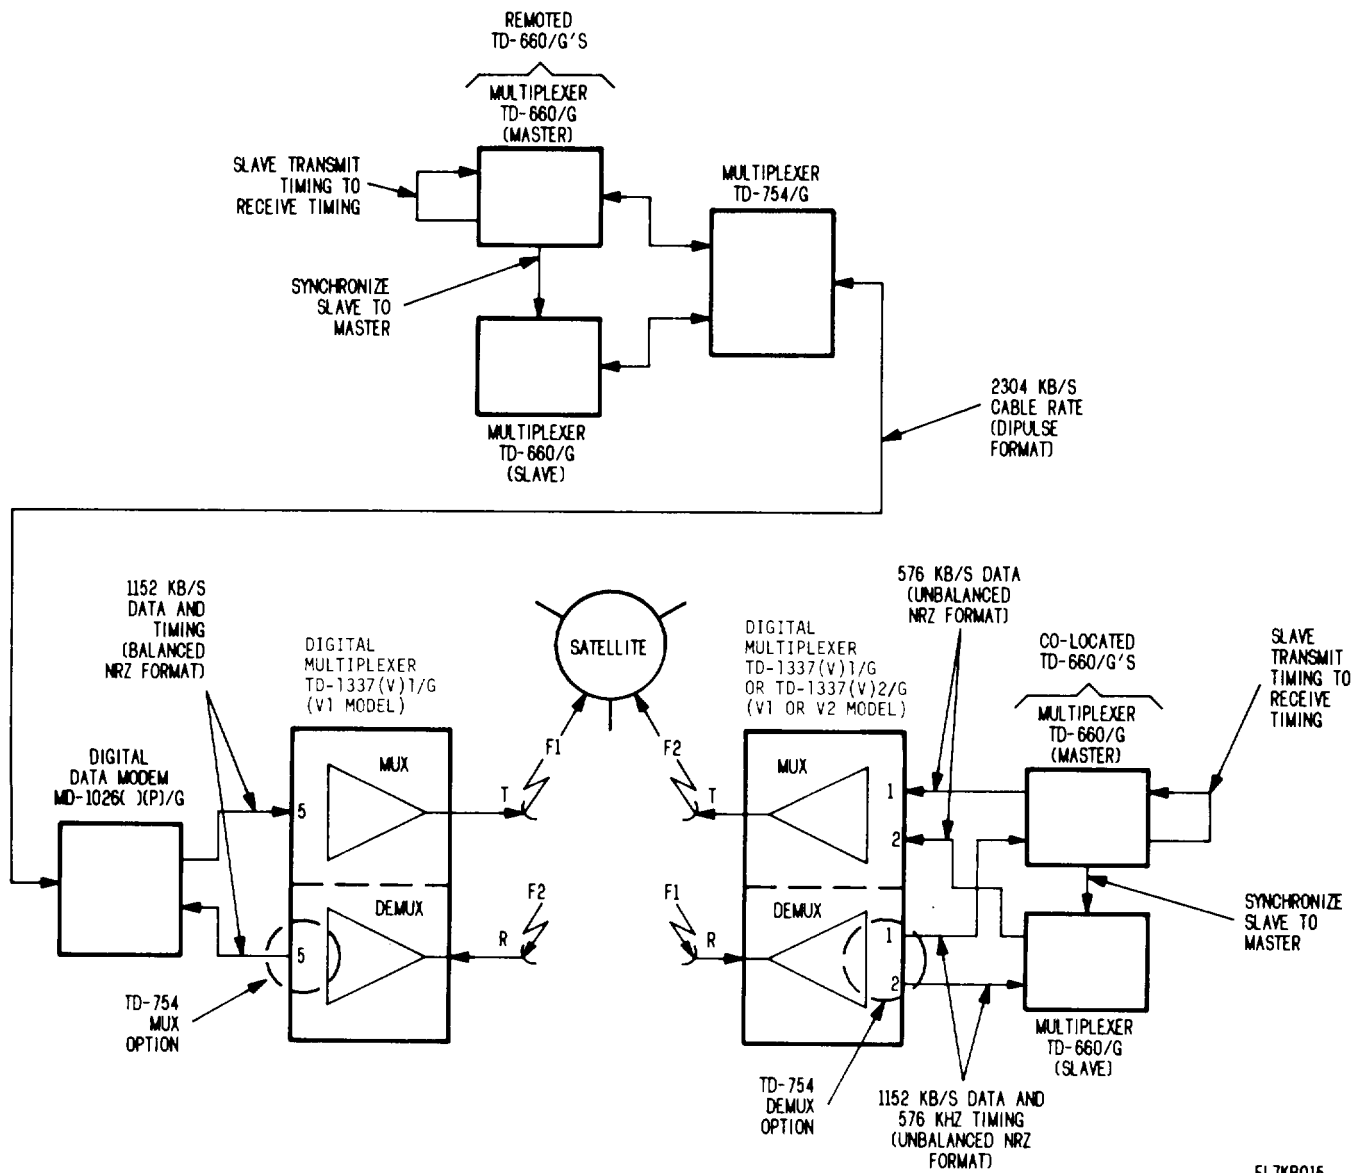 REMOTED
TD-660/G'S
MULTIPLEXER
TD-660/G
(MASTER)
SLAVE TRANSMIT
TIMING TO
RECEIVE TIMING
MULTIPLEXER
TD-754/G
SYNCHRONIZE
SLAVE TO
MASTER
MULTIPLEXER
TD-660/G
(SLAVE)
2304 KB/S
CABLE RATE
(DIPULSE
FORMAT)
1152 KB/S
DATA AND
TIMING
(BALANCED
NRZ FORMAT)
DIGITAL
MULTIPLEXER
TD-1337(V)1/G
(V1 MODEL)
SATELLITE
DIGITAL
MULTIPLEXER
TD-1337(V)1/G
OR TD-1337(V)2/G
(V1 OR V2 MODEL)
576 KB/S DATA
(UNBALANCED
NRZ FORMAT)
CO-LOCATED
TD-660/G'S
MULTIPLEXER
TD-660/G
(MASTER)
SLAVE
TRANSMIT
TIMING TO
RECEIVE
TIMING
DIGITAL
DATA MODEM
MD-1026( )(P)/G
MUX
5
T
F1
F2
T
MUX
1
2
DEMUX
5
R
F2
F1
R
DEMUX
1
2
SYNCHRONIZE
SLAVE TO
MASTER
TD-754
MUX
OPTION
TD-754
DEMUX
OPTION
1152 KB/S DATA AND
576 KHZ TIMING
(UNBALANCED NRZ
FORMAT)
MULTIPLEXER
TD-660/G
(SLAVE)
EL7KB015